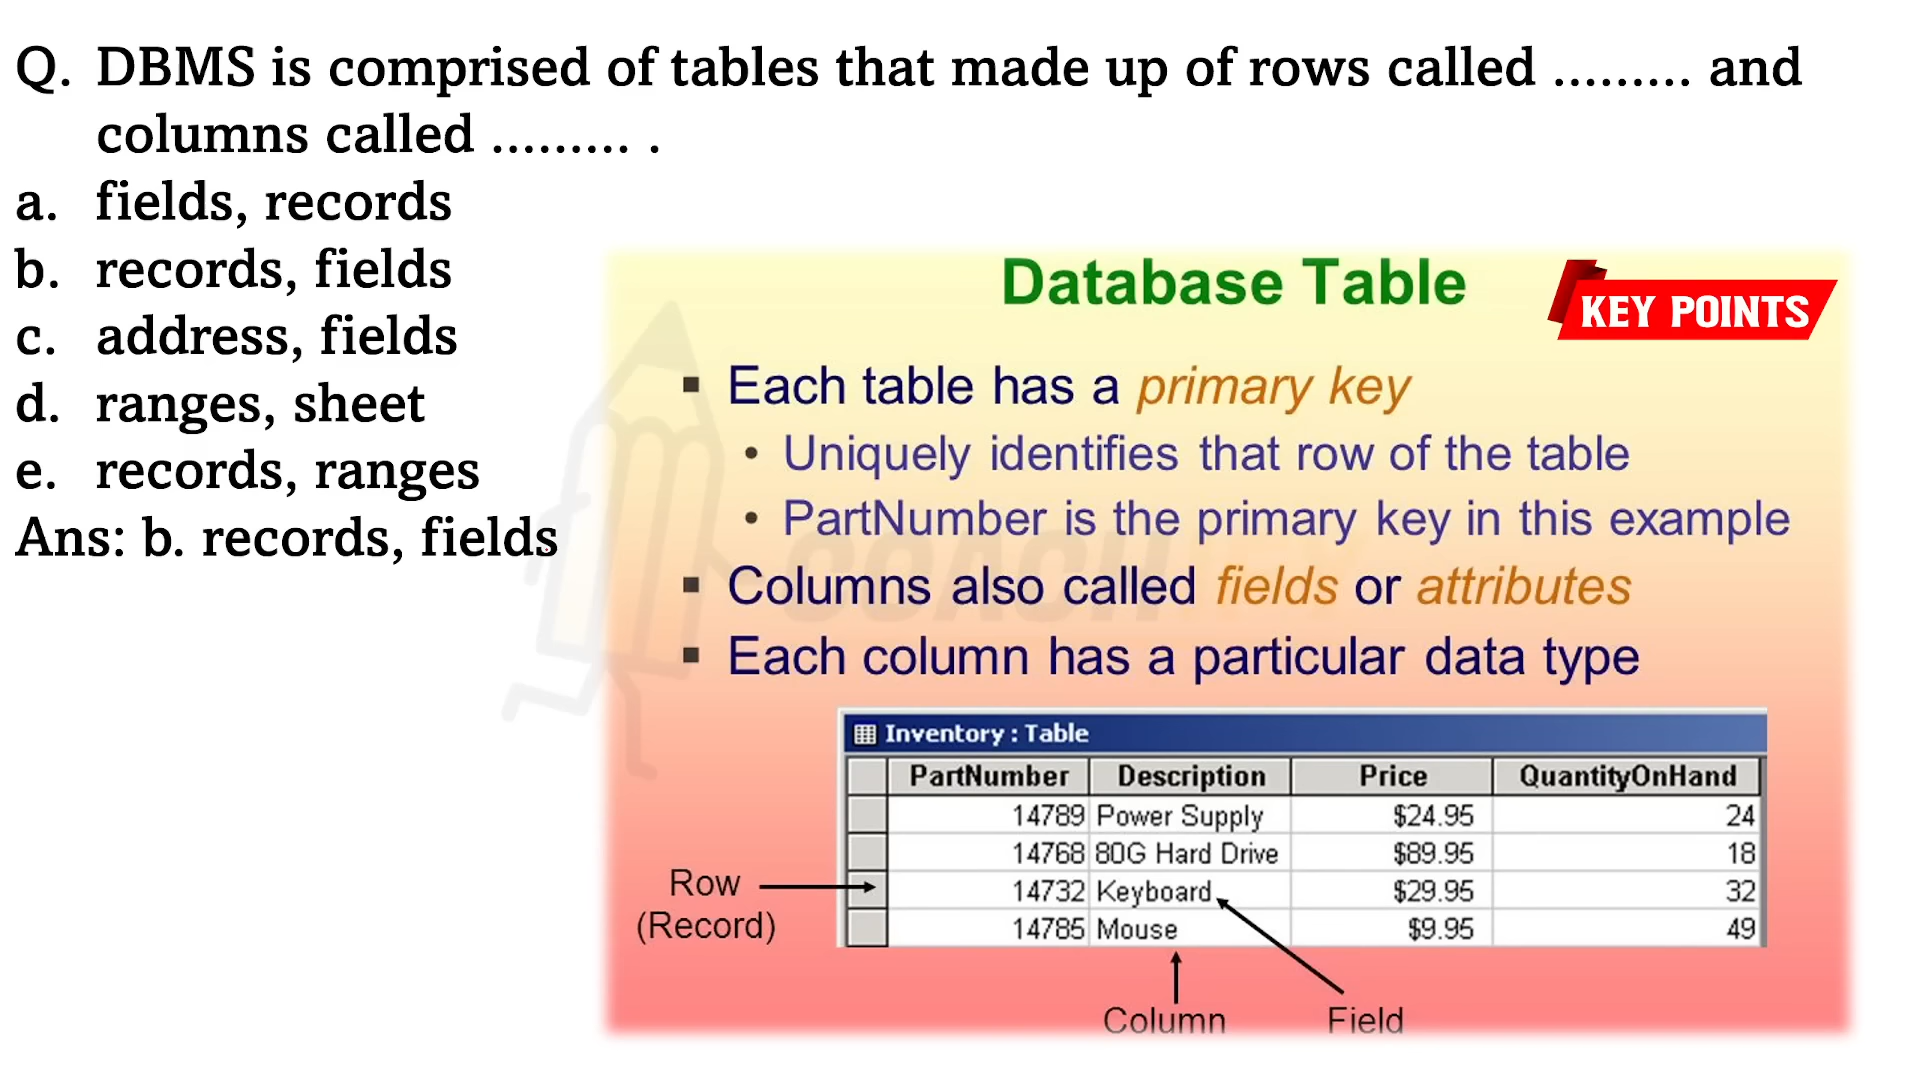 Q. DBMS is comprised of tables that made up of rows called ......... and
columns called ......... .
a. fields, records
b. records, fields
c. address, fields
d. ranges, sheet
e. records, ranges
Ans: b. records, fields
Database Table
KEY POINTS
▪ Each table has a primary key
• Uniquely identifies that row of the table
• PartNumber is the primary key in this example
▪ Columns also called fields or attributes
▪ Each column has a particular data type
Inventory : Table
PartNumber Description Price QuantityOnHand
14789 Power Supply $24.95 24
14768 80G Hard Drive $89.95 18
14732 Keyboard $29.95 32
14785 Mouse $9.95 49
Row
(Record)
Column Field
COACH